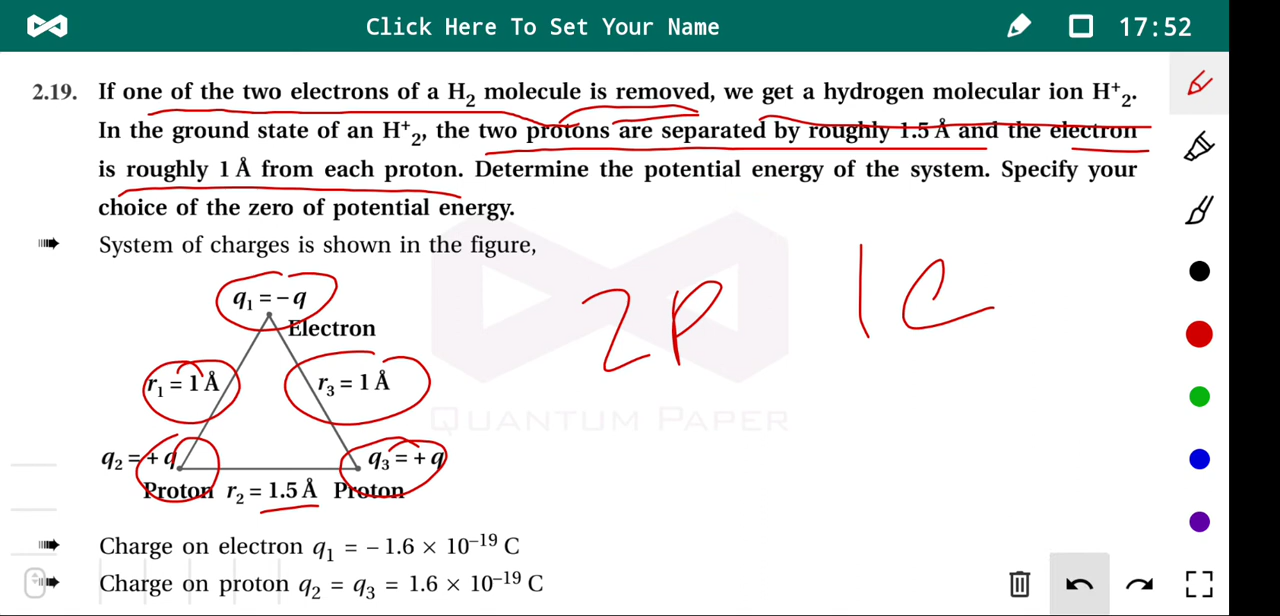 Click Here To Set Your Name
17:52
2.19. If one of the two electrons of a H₂ molecule is removed, we get a hydrogen molecular ion H⁺₂.
In the ground state of an H⁺₂, the two protons are separated by roughly 1.5 Å and the electron
is roughly 1 Å from each proton. Determine the potential energy of the system. Specify your
choice of the zero of potential energy.
System of charges is shown in the figure,
q₁ = − q
Electron
r₁ = 1 Å
r₃ = 1 Å
q₂ = + q
q₃ = + q
Proton r₂ = 1.5 Å Proton
2P 1e
QUANTUM PAPER
Charge on electron q₁ = − 1.6 × 10⁻¹⁹ C
Charge on proton q₂ = q₃ = 1.6 × 10⁻¹⁹ C